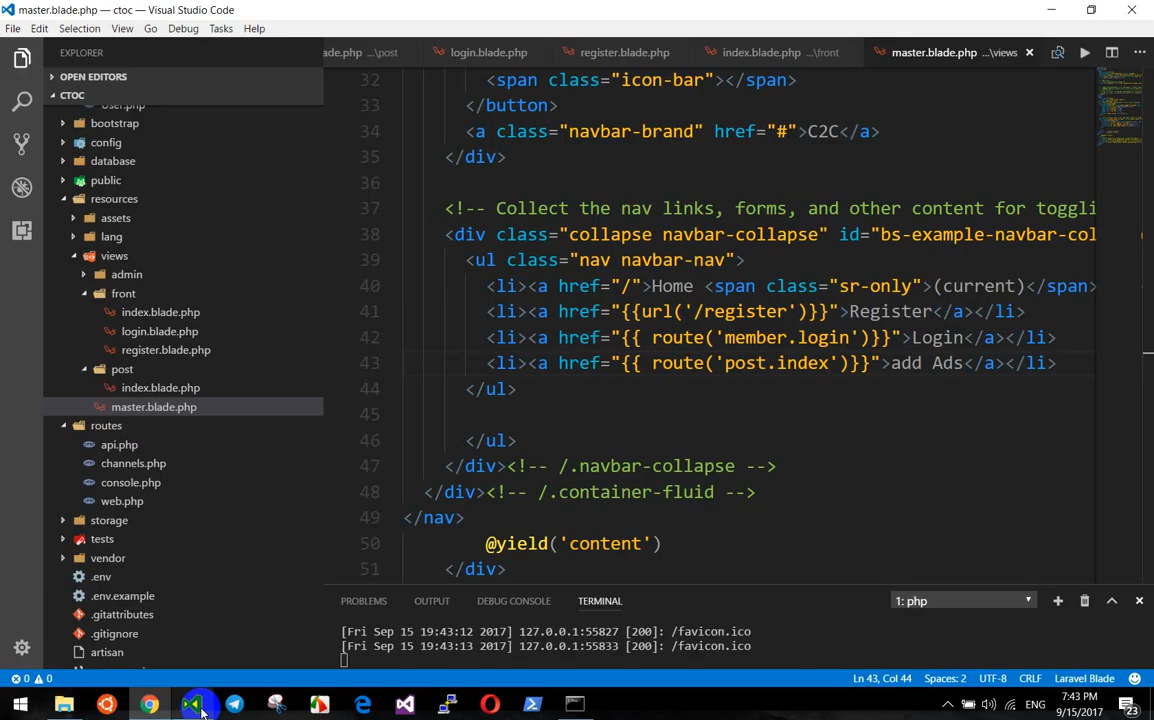 master.blade.php — ctoc — Visual Studio Code
File Edit Selection View Go Debug Tasks Help
EXPLORER
ade.php ...\post login.blade.php register.blade.php index.blade.php ...\front master.blade.php ...\views
OPEN EDITORS
CTOC
User.php
bootstrap
config
database
public
resources
assets
lang
views
admin
front
index.blade.php
login.blade.php
register.blade.php
post
index.blade.php
master.blade.php
routes
api.php
channels.php
console.php
web.php
storage
tests
vendor
.env
.env.example
.gitattributes
.gitignore
artisan
32 <span class="icon-bar"></span>
33 </button>
34 <a class="navbar-brand" href="#">C2C</a>
35 </div>
36
37 <!-- Collect the nav links, forms, and other content for toggli
38 <div class="collapse navbar-collapse" id="bs-example-navbar-col
39 <ul class="nav navbar-nav">
40 <li><a href="/">Home <span class="sr-only">(current)</span>
41 <li><a href="{{url('/register')}}">Register</a></li>
42 <li><a href="{{ route('member.login')}}">Login</a></li>
43 <li><a href="{{ route('post.index')}}">add Ads</a></li>
44 </ul>
45
46 </ul>
47 </div><!-- /.navbar-collapse -->
48 </div><!-- /.container-fluid -->
49 </nav>
50 @yield('content')
51 </div>
PROBLEMS OUTPUT DEBUG CONSOLE TERMINAL 1: php
[Fri Sep 15 19:43:12 2017] 127.0.0.1:55827 [200]: /favicon.ico
[Fri Sep 15 19:43:13 2017] 127.0.0.1:55833 [200]: /favicon.ico
0 0 Ln 43, Col 44 Spaces: 2 UTF-8 CRLF Laravel Blade
ENG 7:43 PM
9/15/2017 23